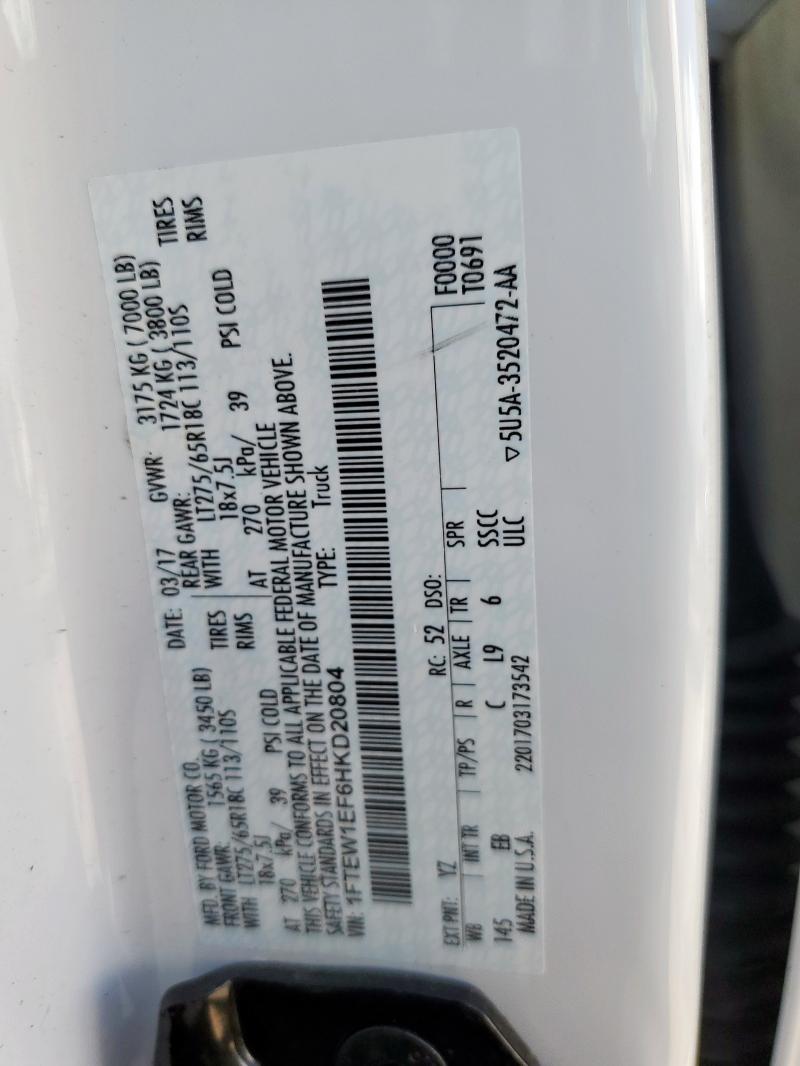 MFD. BY FORD MOTOR CO.
DATE: 03/17 GVWR: 3175 KG ( 7000 LB)
FRONT GAWR: 1565 KG ( 3450 LB) REAR GAWR: 1724 KG ( 3800 LB)
WITH LT275/65R18C 113/110S TIRES WITH LT275/65R18C 113/110S TIRES
18x7.5J RIMS 18x7.5J RIMS
AT 270 kPa/ 39 PSI COLD AT 270 kPa/ 39 PSI COLD
THIS VEHICLE CONFORMS TO ALL APPLICABLE FEDERAL MOTOR VEHICLE
SAFETY STANDARDS IN EFFECT ON THE DATE OF MANUFACTURE SHOWN ABOVE.
VIN: 1FTEW1EF6HKD20804 TYPE: Truck
EXT PNT: YZ RC: 52 DSO: F0000
WB INT TR TP/PS R AXLE TR SPR T0691
145 EB C L9 6 SSCC
MADE IN U.S.A. 2201703173542 ULC ▽5U5A-3520472-AA